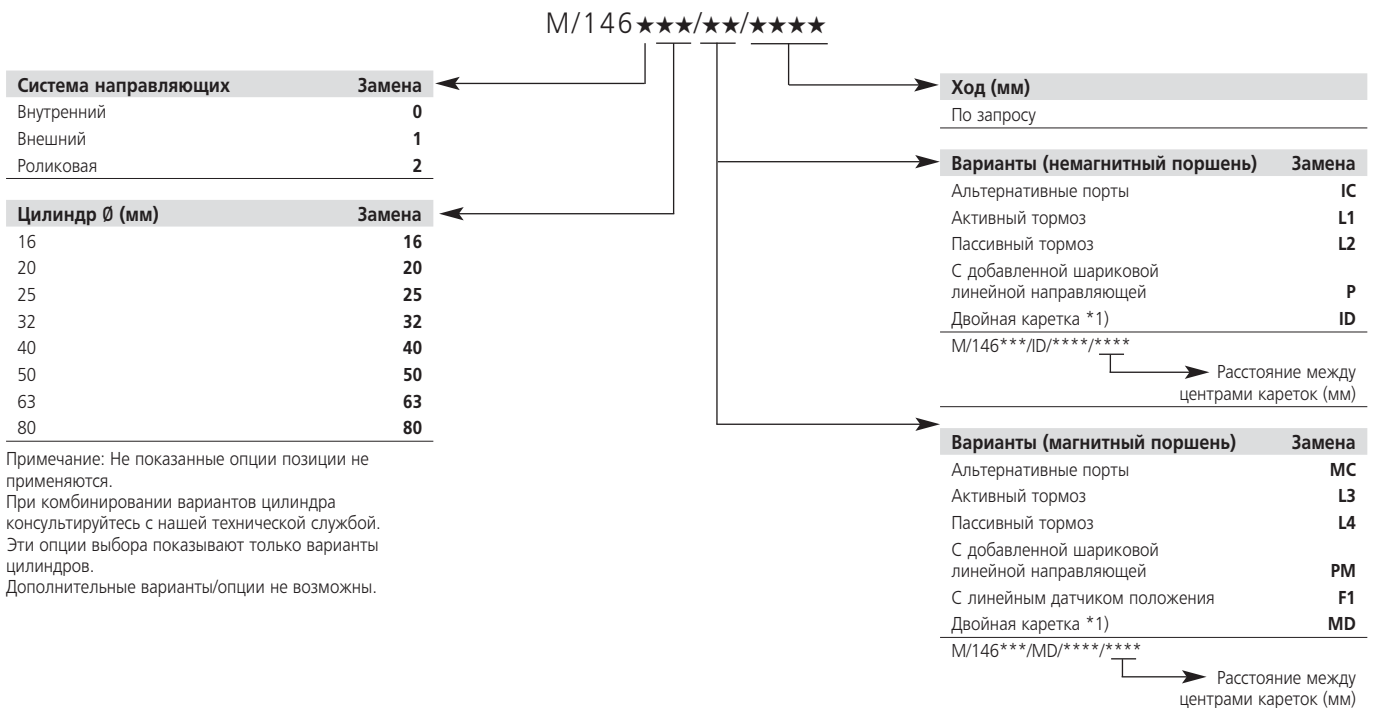 M/146★★★/★★/★★★★
Система направляющих Замена
Внутренний 0
Внешний 1
Роликовая 2
Цилиндр Ø (мм) Замена
16 16
20 20
25 25
32 32
40 40
50 50
63 63
80 80
Примечание: Не показанные опции позиции не
применяются.
При комбинировании вариантов цилиндра
консультируйтесь с нашей технической службой.
Эти опции выбора показывают только варианты
цилиндров.
Дополнительные варианты/опции не возможны.
Ход (мм)
По запросу
Варианты (немагнитный поршень) Замена
Альтернативные порты IC
Активный тормоз L1
Пассивный тормоз L2
С добавленной шариковой
линейной направляющей P
Двойная каретка *1) ID
M/146***/ID/****/****
Расстояние между
центрами кареток (мм)
Варианты (магнитный поршень) Замена
Альтернативные порты MC
Активный тормоз L3
Пассивный тормоз L4
С добавленной шариковой
линейной направляющей PM
С линейным датчиком положения F1
Двойная каретка *1) MD
M/146***/MD/****/****
Расстояние между
центрами кареток (мм)